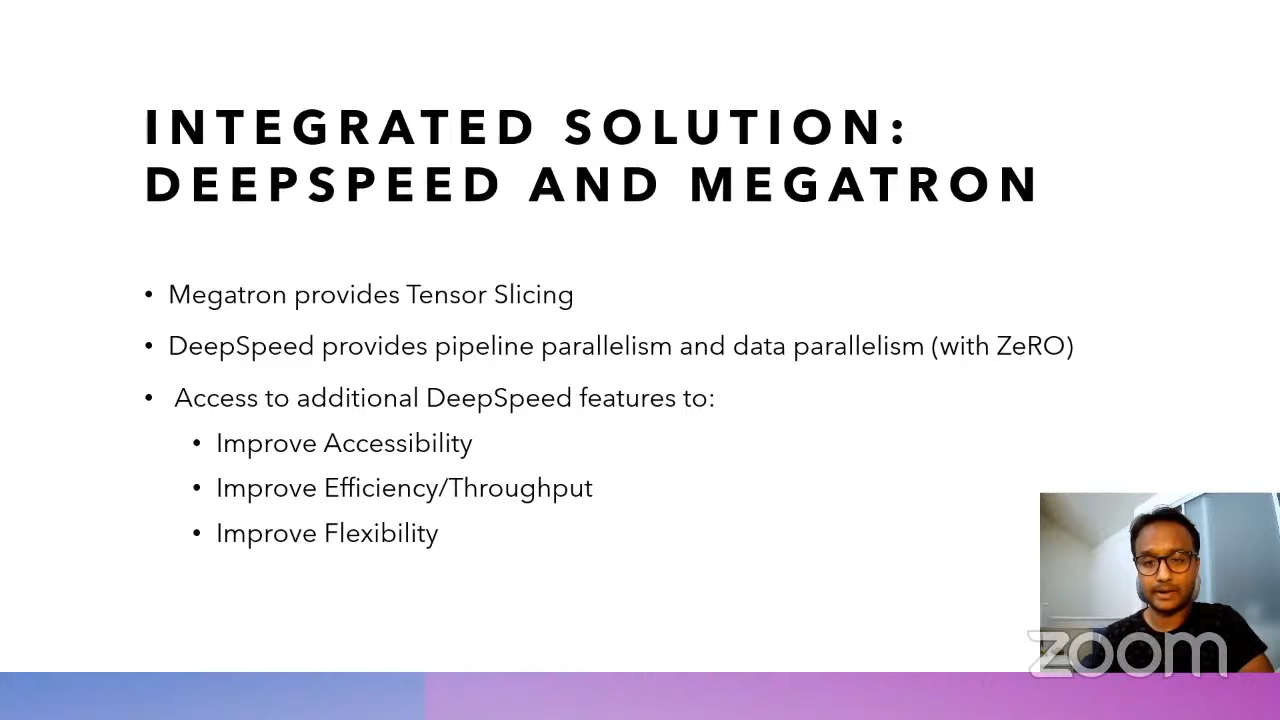 INTEGRATED SOLUTION:
DEEPSPEED AND MEGATRON
• Megatron provides Tensor Slicing
• DeepSpeed provides pipeline parallelism and data parallelism (with ZeRO)
• Access to additional DeepSpeed features to:
• Improve Accessibility
• Improve Efficiency/Throughput
• Improve Flexibility
zoom